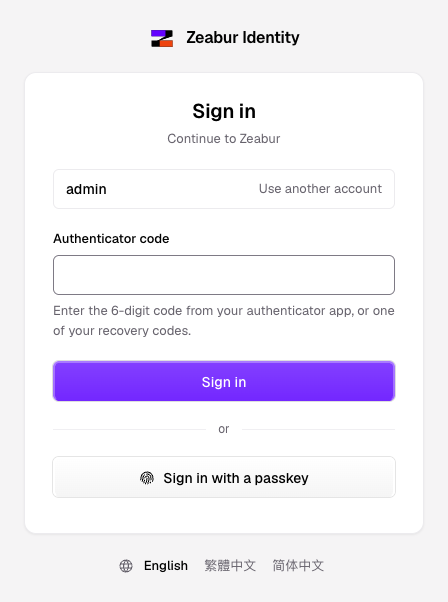 Zeabur Identity
Sign in
Continue to Zeabur
admin Use another account
Authenticator code
Enter the 6-digit code from your authenticator app, or one
of your recovery codes.
Sign in
or
Sign in with a passkey
English 繁體中文 简体中文